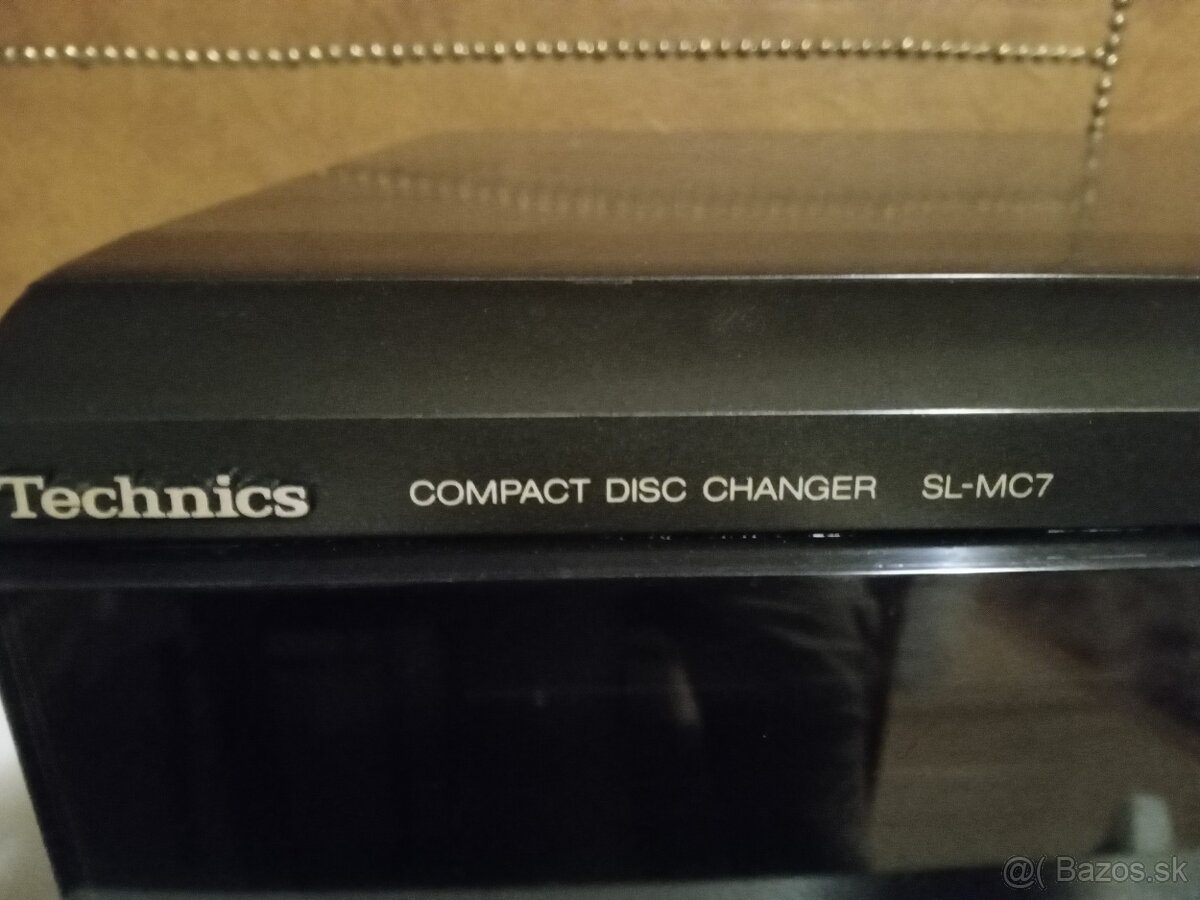 Technics COMPACT DISC CHANGER SL-MC7
@( Bazos.sk